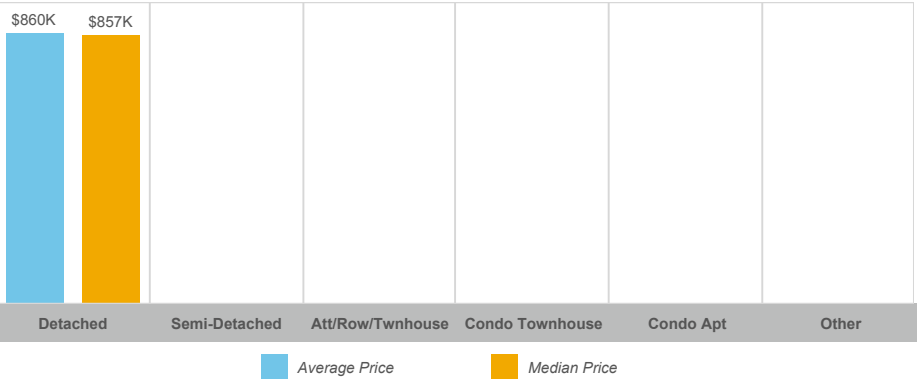 $860K
$857K
Detached
Semi-Detached
Att/Row/Twnhouse
Condo Townhouse
Condo Apt
Other
Average Price
Median Price